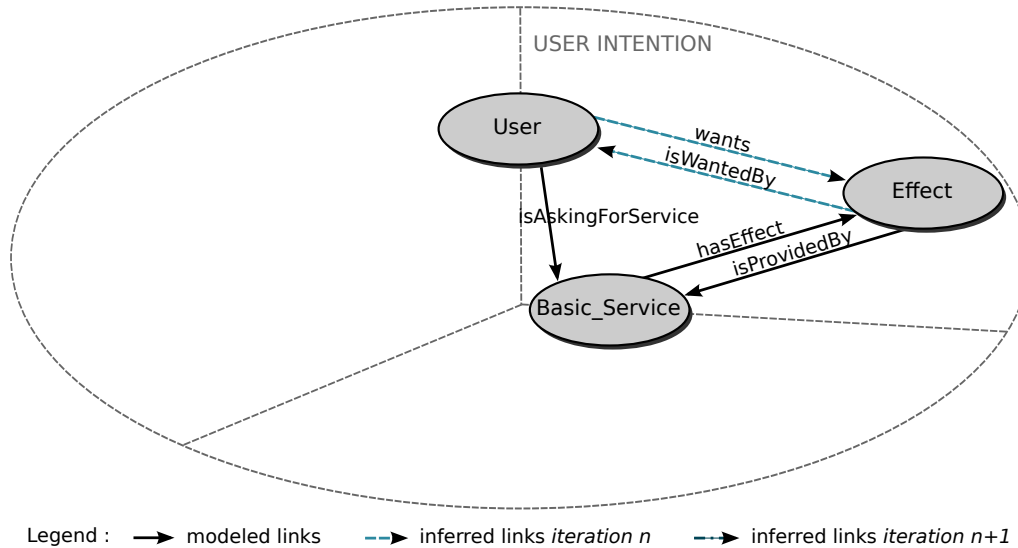 USER INTENTION
User
wants
isWantedBy
Effect
isAskingForService
hasEffect
isProvidedBy
Basic_Service
Legend : modeled links inferred links iteration n inferred links iteration n+1